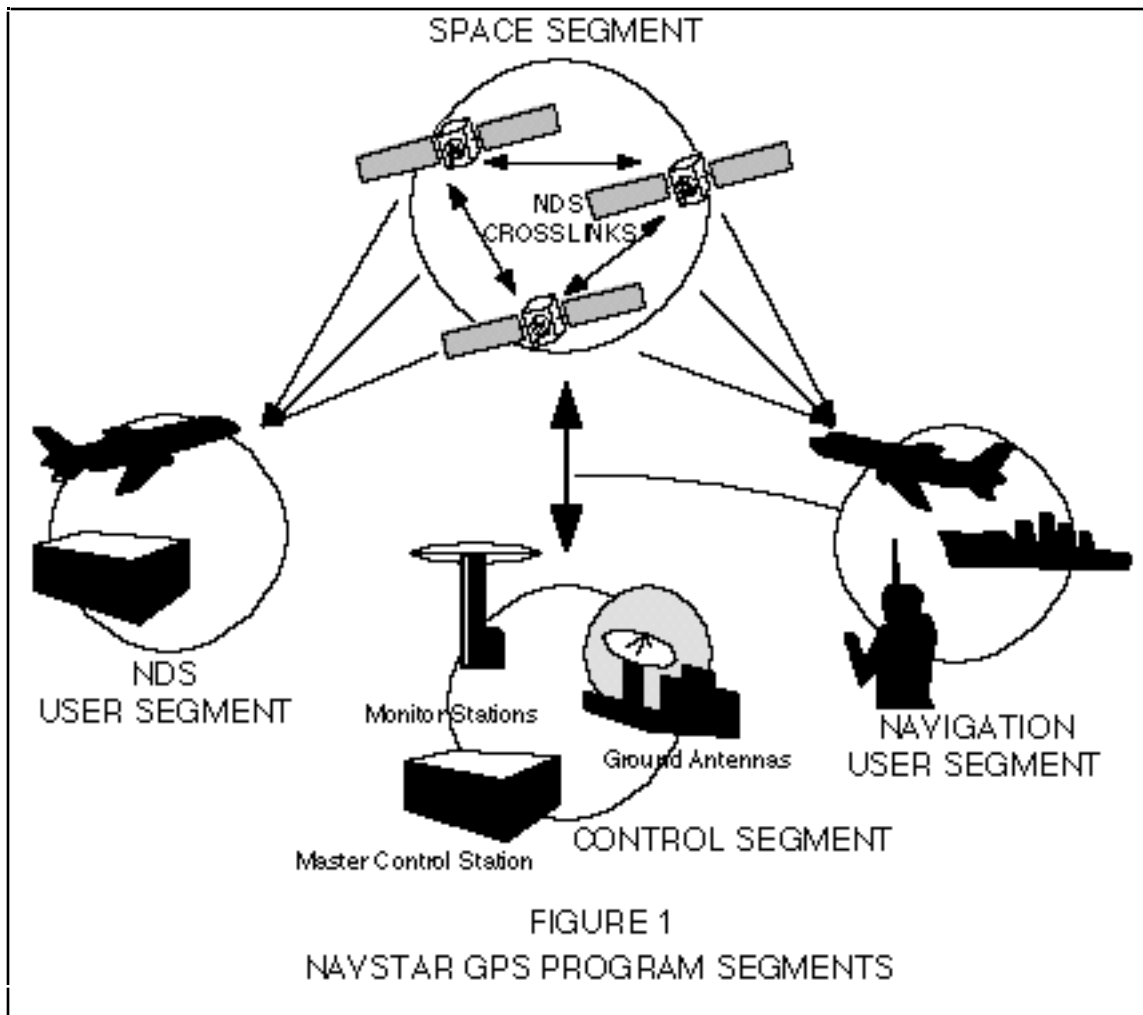 SPACE SEGMENT
NDS
CROSSLINKS
NDS
USER SEGMENT
Monitor Stations
Ground Antennas
NAVIGATION
USER SEGMENT
Master Control Station
CONTROL SEGMENT
FIGURE 1
NAVSTAR GPS PROGRAM SEGMENTS